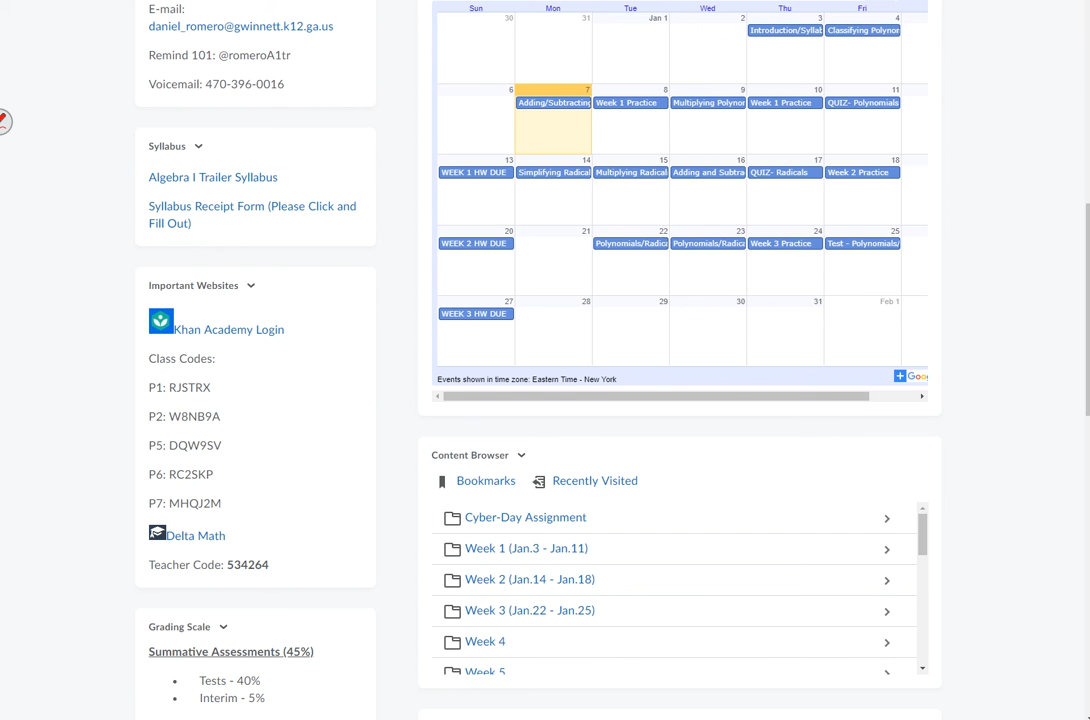 E-mail:
daniel_romero@gwinnett.k12.ga.us
Remind 101: @romeroA1tr
Voicemail: 470-396-0016
Syllabus
Algebra I Trailer Syllabus
Syllabus Receipt Form (Please Click and
Fill Out)
Important Websites
Khan Academy Login
Class Codes:
P1: RJSTRX
P2: W8NB9A
P5: DQW9SV
P6: RC2SKP
P7: MHQJ2M
Delta Math
Teacher Code: 534264
Grading Scale
Summative Assessments (45%)
• Tests - 40%
• Interim - 5%
Sun Mon Tue Wed Thu Fri
30 31 Jan 1 2 3 4
Introduction/Syllab Classifying Polynor
6 7 8 9 10 11
Adding/Subtracting Week 1 Practice Multiplying Polynor Week 1 Practice QUIZ- Polynomials
13 14 15 16 17 18
WEEK 1 HW DUE Simplifying Radical Multiplying Radical Adding and Subtra QUIZ- Radicals Week 2 Practice
20 21 22 23 24 25
WEEK 2 HW DUE Polynomials/Radica Polynomials/Radica Week 3 Practice Test - Polynomials/
27 28 29 30 31 Feb 1
WEEK 3 HW DUE
Events shown in time zone: Eastern Time - New York
+ Goog
Content Browser
Bookmarks Recently Visited
Cyber-Day Assignment
Week 1 (Jan.3 - Jan.11)
Week 2 (Jan.14 - Jan.18)
Week 3 (Jan.22 - Jan.25)
Week 4
Week 5